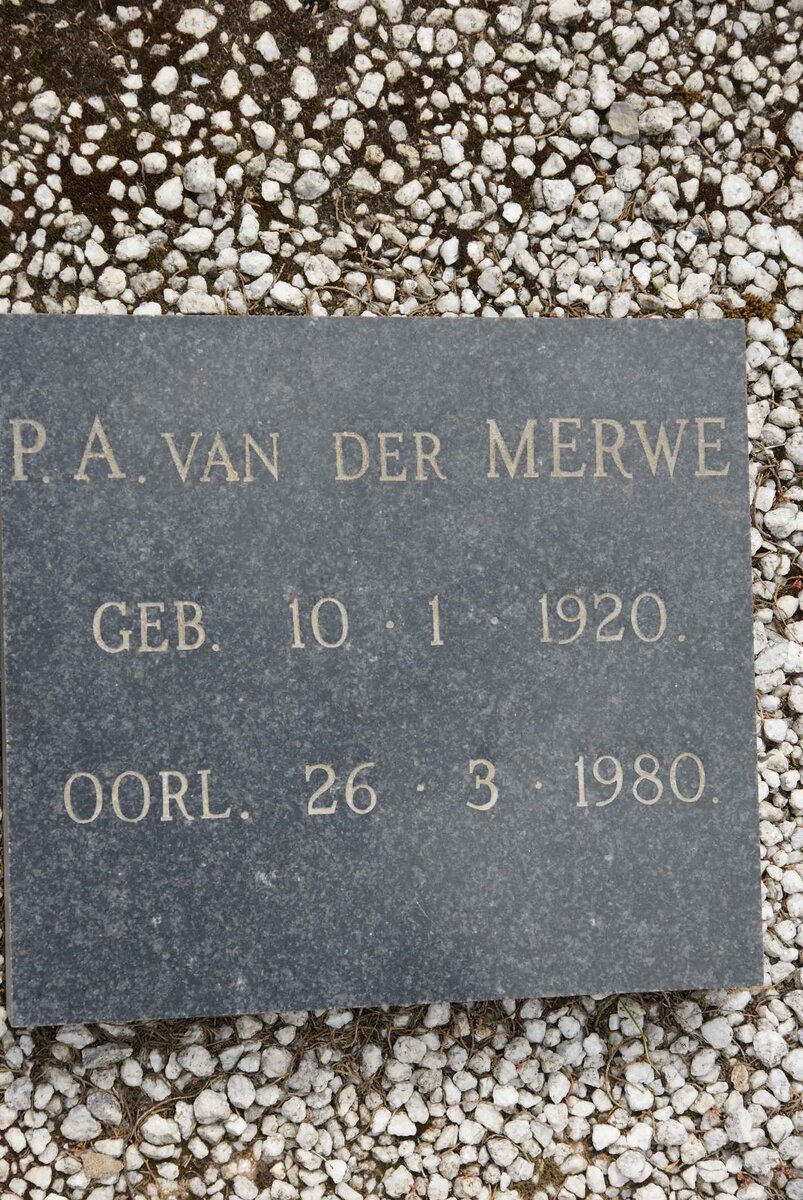 P. A. VAN DER MERWE
GEB. 10 · 1 · 1920.
OORL. 26 · 3 · 1980.